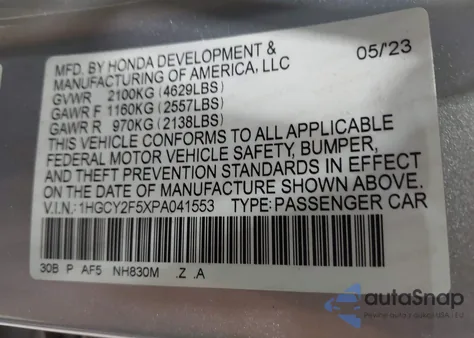 MFD. BY HONDA DEVELOPMENT & 05/'23
MANUFACTURING OF AMERICA, LLC
GVWR 2100KG (4629LBS)
GAWR F 1160KG (2557LBS)
GAWR R 970KG (2138LBS)
THIS VEHICLE CONFORMS TO ALL APPLICABLE
FEDERAL MOTOR VEHICLE SAFETY, BUMPER,
AND THEFT PREVENTION STANDARDS IN EFFECT
ON THE DATE OF MANUFACTURE SHOWN ABOVE.
V.I.N.: 1HGCY2F5XPA041553 TYPE: PASSENGER CAR
30B P AF5 NH830M .Z .A
autoSnap